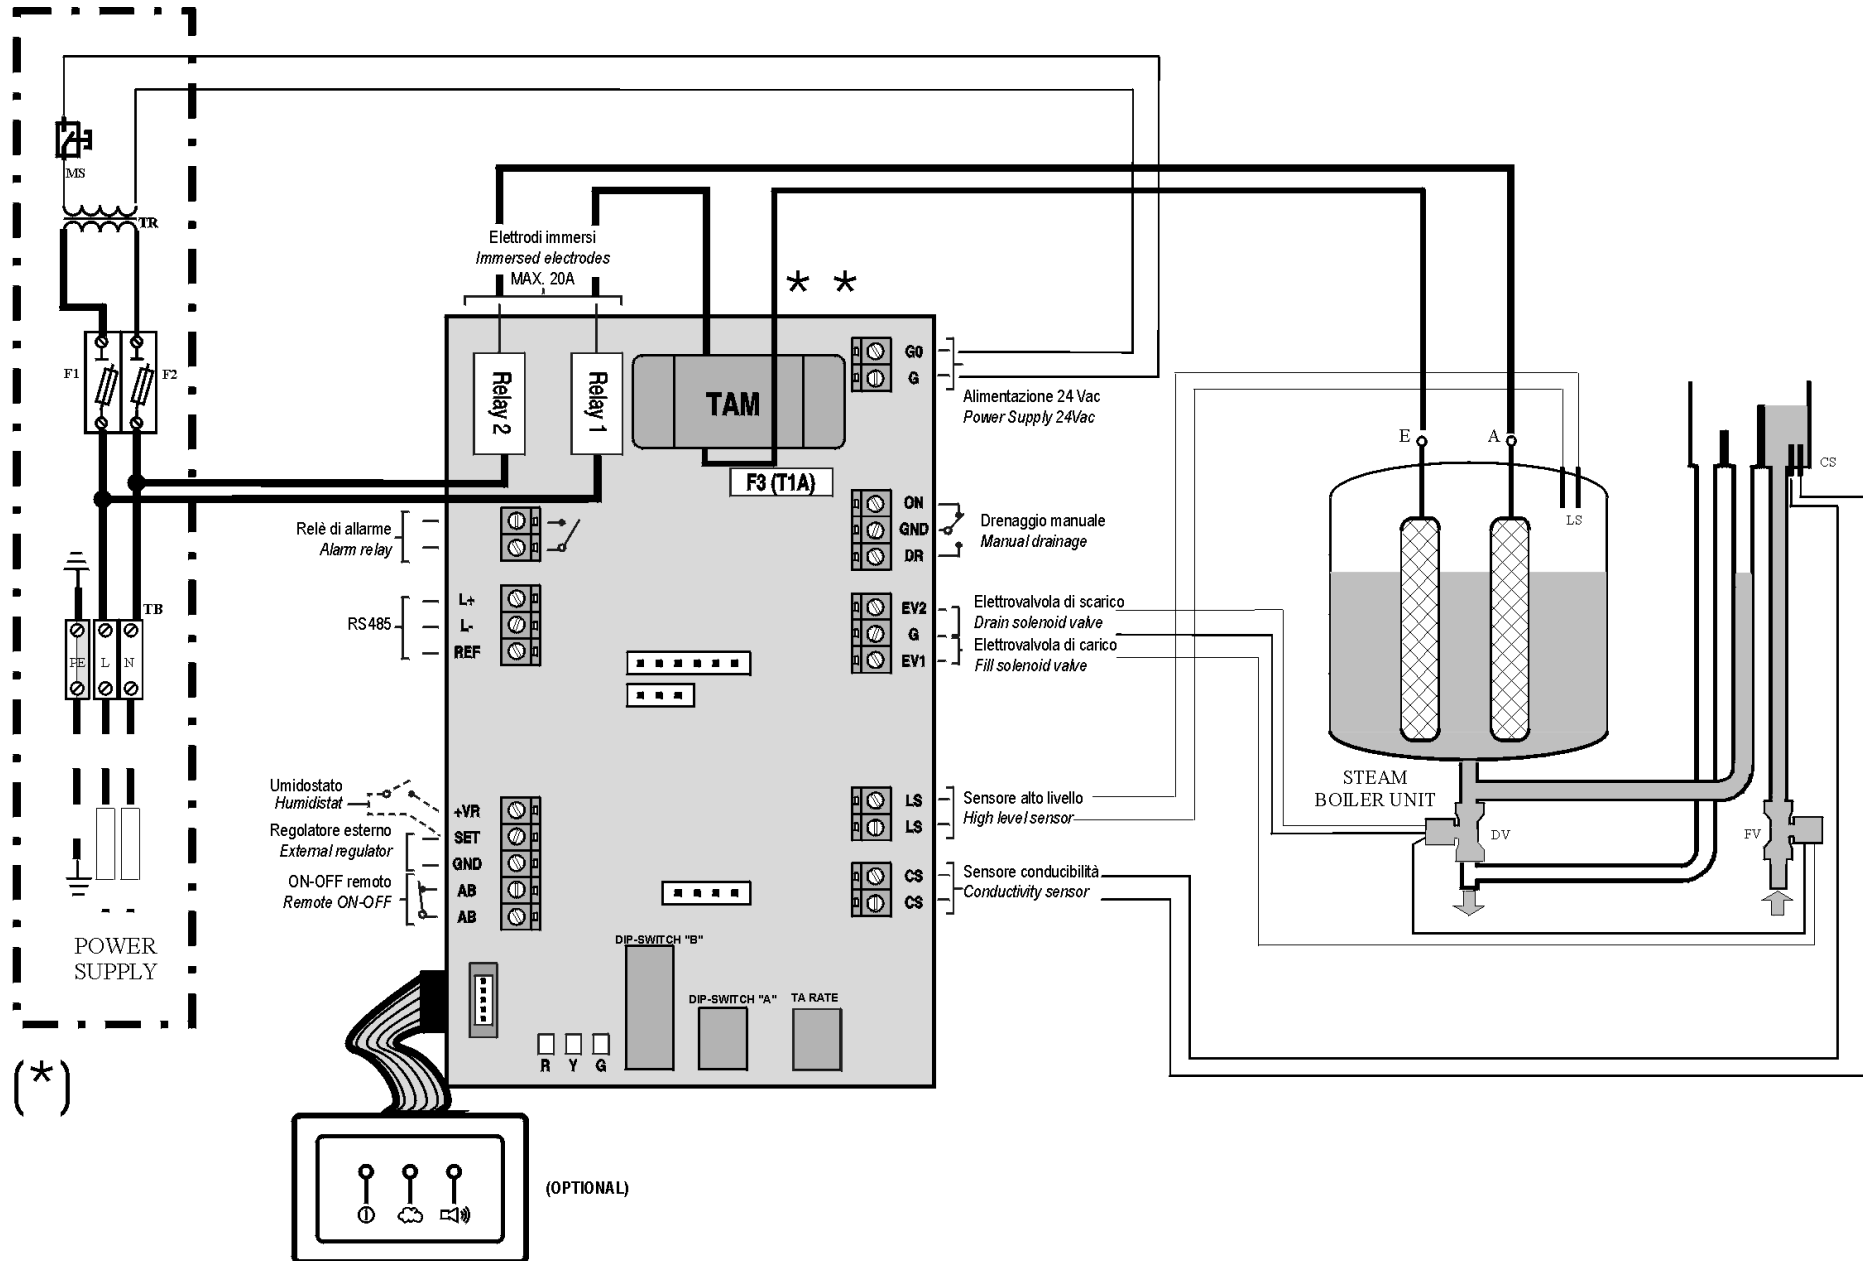 MS
TR
F1
F2
TB
PE
L
N
POWER
SUPPLY
(*)
Elettrodi immersi
Immersed electrodes
MAX. 20A
* *
Relay 2
Relay 1
TAM
F3 (T1A)
G0
G
Alimentazione 24 Vac
Power Supply 24Vac
ON
GND
DR
Drenaggio manuale
Manual drainage
Relè di allarme
Alarm relay
RS485
L+
L-
REF
EV2
G
EV1
Elettrovalvola di scarico
Drain solenoid valve
Elettrovalvola di carico
Fill solenoid valve
Umidostato
Humidistat
Regolatore esterno
External regulator
ON-OFF remoto
Remote ON-OFF
+VR
SET
GND
AB
AB
LS
LS
Sensore alto livello
High level sensor
CS
CS
Sensore conducibilità
Conductivity sensor
DIP-SWITCH "B"
DIP-SWITCH "A"
TA RATE
R
Y
G
(OPTIONAL)
E
A
LS
CS
STEAM
BOILER UNIT
DV
FV